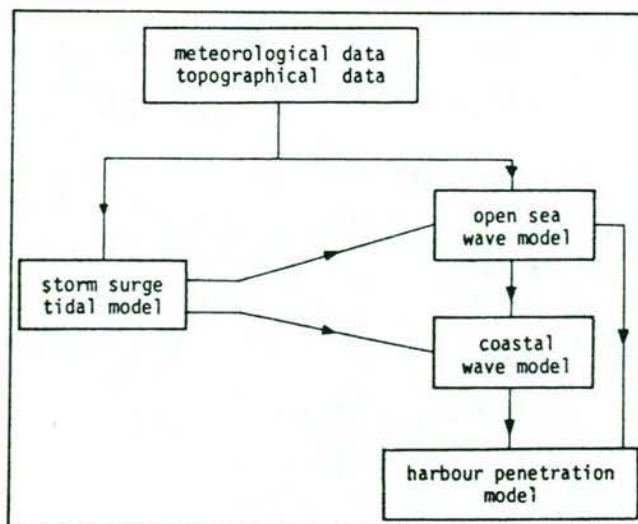 meteorological data
topographical data
open sea
wave model
storm surge
tidal model
coastal
wave model
harbour penetration
model